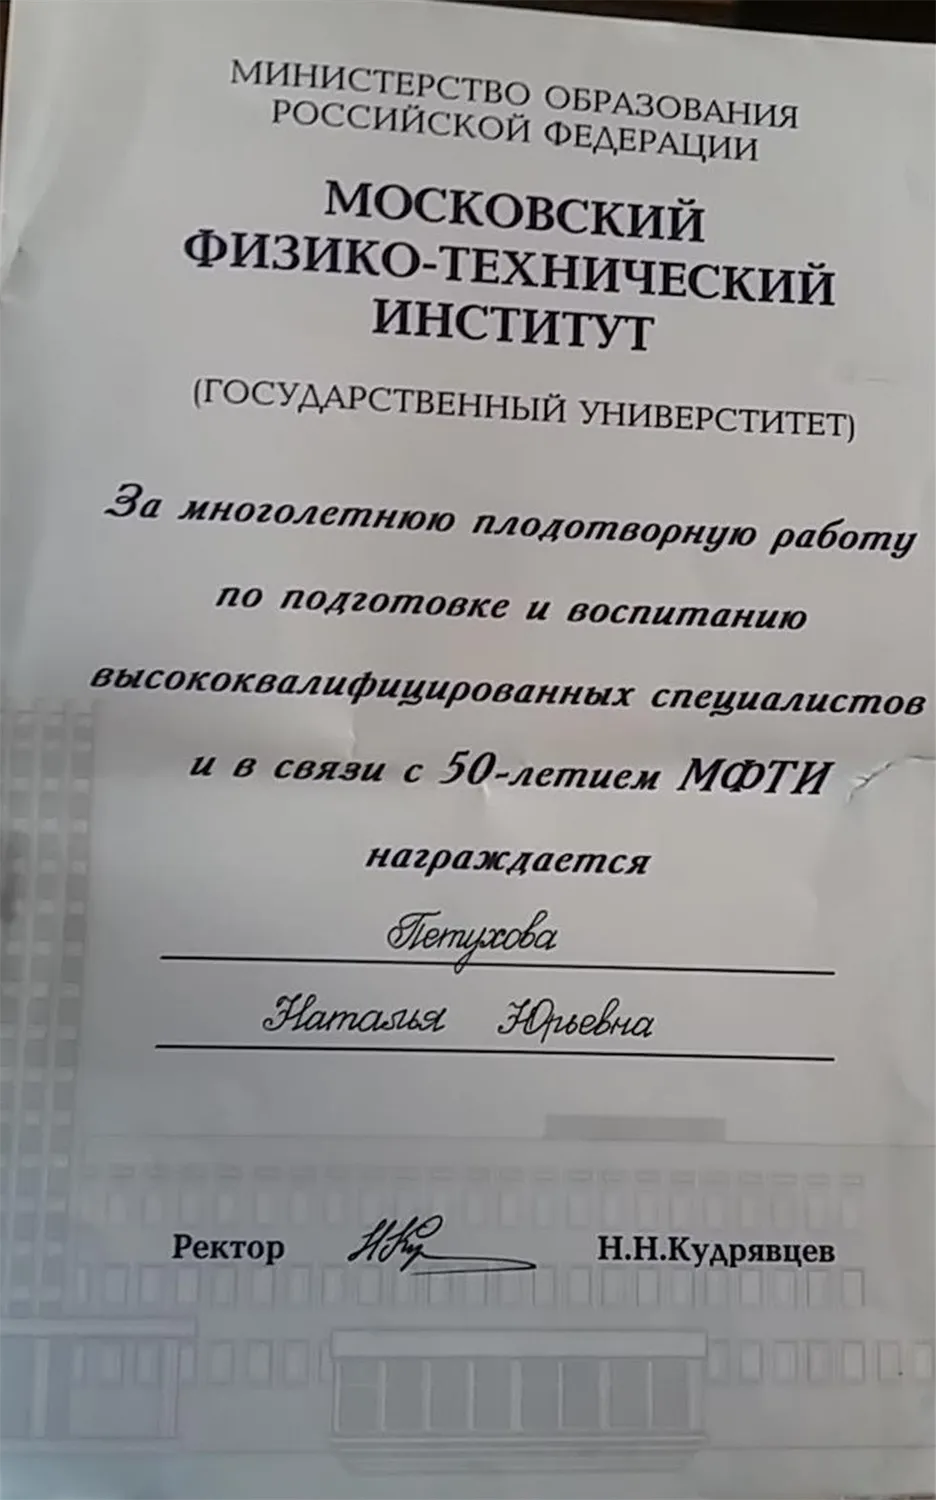 МИНИСТЕРСТВО ОБРАЗОВАНИЯ
РОССИЙСКОЙ ФЕДЕРАЦИИ
МОСКОВСКИЙ
ФИЗИКО-ТЕХНИЧЕСКИЙ
ИНСТИТУТ
(ГОСУДАРСТВЕННЫЙ УНИВЕРСТИТЕТ)
За многолетнюю плодотворную работу
по подготовке и воспитанию
высококвалифицированных специалистов
и в связи с 50-летием МФТИ
награждается
Петухова
Наталья Юрьевна
Ректор Н.Н.Кудрявцев